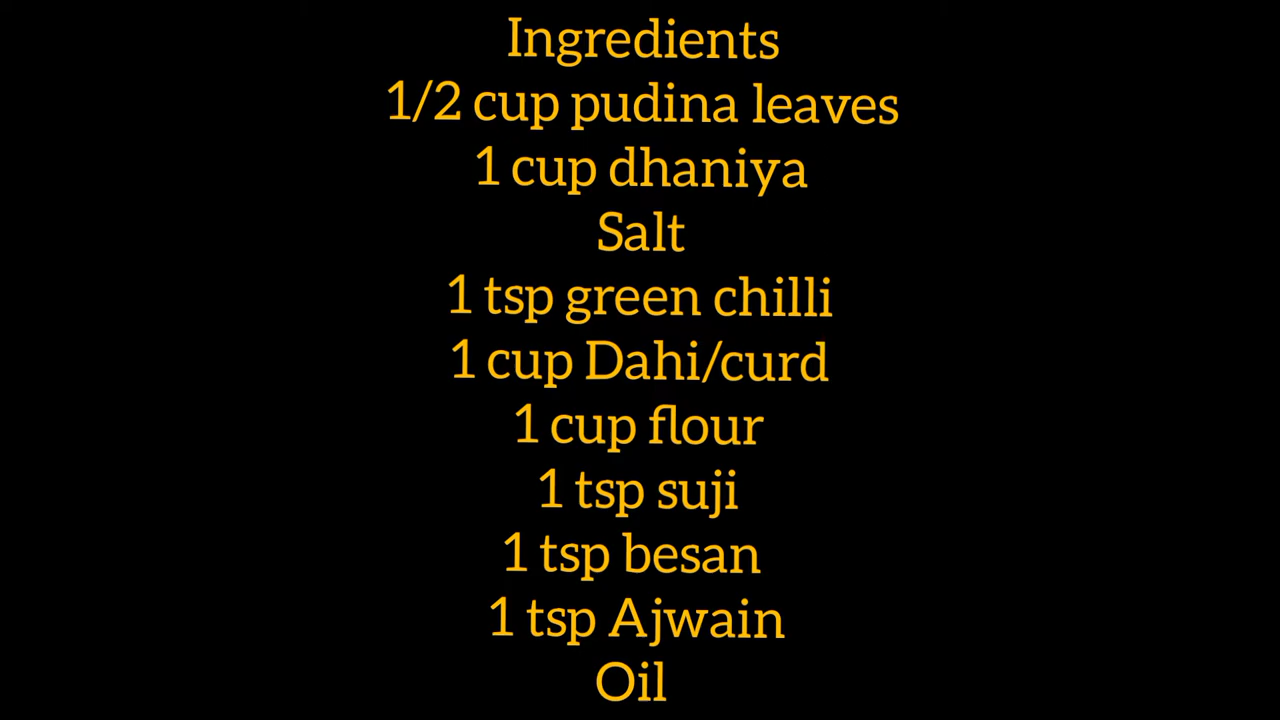 Ingredients
1/2 cup pudina leaves
1 cup dhaniya
Salt
1 tsp green chilli
1 cup Dahi/curd
1 cup flour
1 tsp suji
1 tsp besan
1 tsp Ajwain
Oil